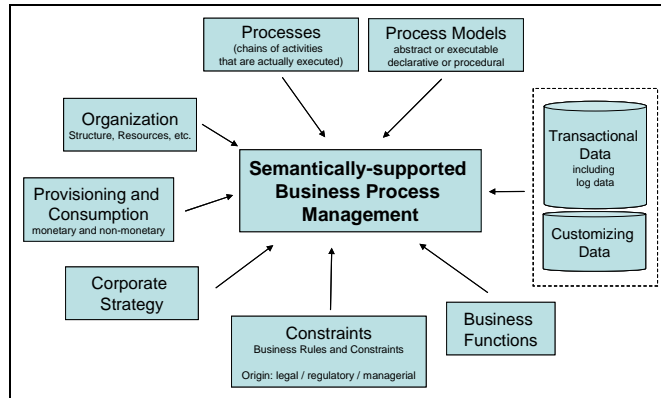 Processes
(chains of activities
that are actually executed)
Process Models
abstract or executable
declarative or procedural
Organization
Structure, Resources, etc.
Transactional
Data
including
log data
Semantically-supported
Business Process
Management
Provisioning and
Consumption
monetary and non-monetary
Customizing
Data
Corporate
Strategy
Constraints
Business Rules and Constraints
Origin: legal / regulatory / managerial
Business
Functions